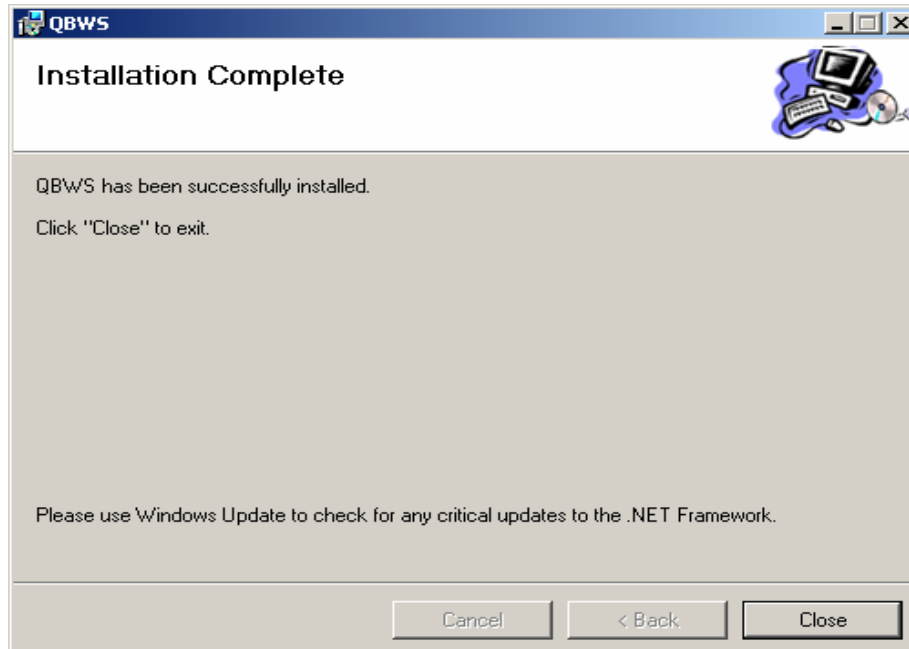 QBWS
Installation Complete
QBWS has been successfully installed.
Click "Close" to exit.
Please use Windows Update to check for any critical updates to the .NET Framework.
Cancel
< Back
Close